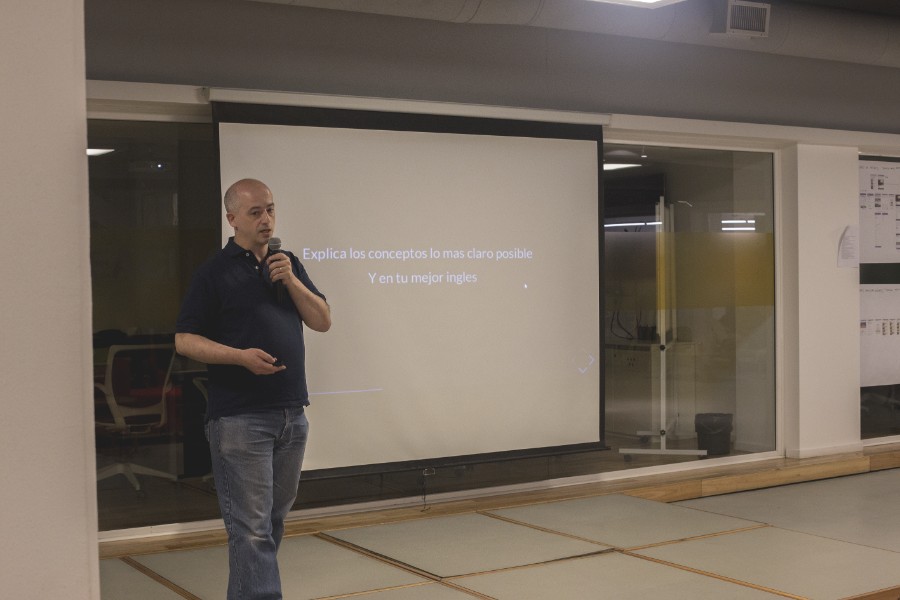 Explica los conceptos lo mas claro posible
Y en tu mejor ingles